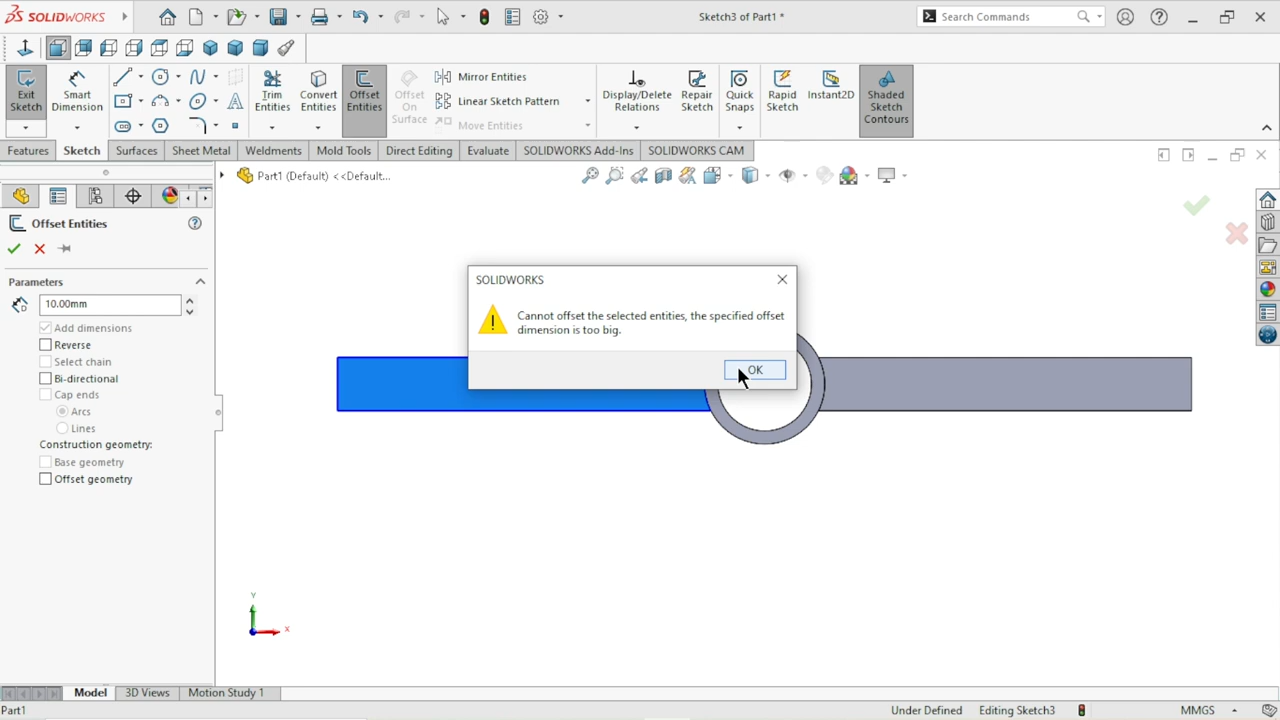 SOLIDWORKS
Sketch3 of Part1 *
Search Commands
Exit Sketch
Smart Dimension
Trim Entities
Convert Entities
Offset Entities
Offset On Surface
Mirror Entities
Linear Sketch Pattern
Move Entities
Display/Delete Relations
Repair Sketch
Quick Snaps
Rapid Sketch
Instant2D
Shaded Sketch Contours
Features
Sketch
Surfaces
Sheet Metal
Weldments
Mold Tools
Direct Editing
Evaluate
SOLIDWORKS Add-Ins
SOLIDWORKS CAM
Part1 (Default) <<Default...
Offset Entities
Parameters
10.00mm
Add dimensions
Reverse
Select chain
Bi-directional
Cap ends
Arcs
Lines
Construction geometry:
Base geometry
Offset geometry
SOLIDWORKS
Cannot offset the selected entities, the specified offset
dimension is too big.
OK
Y
X
Model
3D Views
Motion Study 1
Part1
Under Defined
Editing Sketch3
MMGS